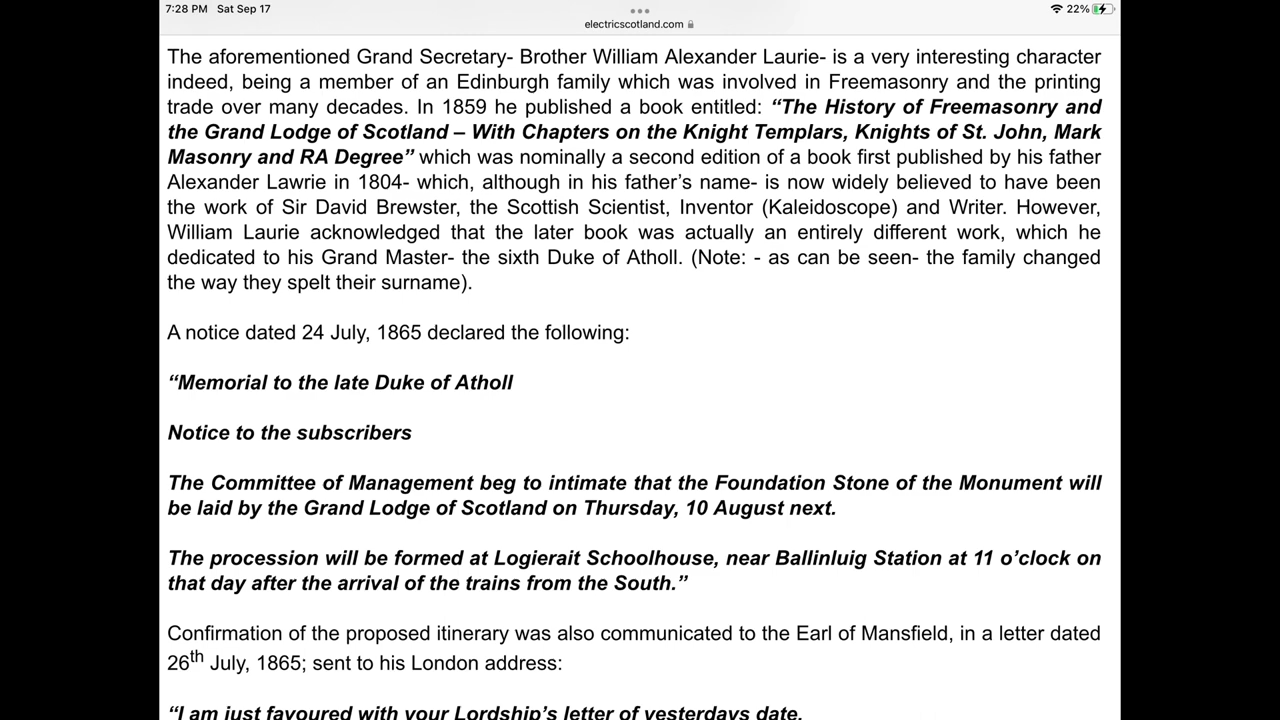 7:28 PM Sat Sep 17
22%
electricscotland.com
The aforementioned Grand Secretary- Brother William Alexander Laurie- is a very interesting character
indeed, being a member of an Edinburgh family which was involved in Freemasonry and the printing
trade over many decades. In 1859 he published a book entitled: “The History of Freemasonry and
the Grand Lodge of Scotland – With Chapters on the Knight Templars, Knights of St. John, Mark
Masonry and RA Degree” which was nominally a second edition of a book first published by his father
Alexander Lawrie in 1804- which, although in his father’s name- is now widely believed to have been
the work of Sir David Brewster, the Scottish Scientist, Inventor (Kaleidoscope) and Writer. However,
William Laurie acknowledged that the later book was actually an entirely different work, which he
dedicated to his Grand Master- the sixth Duke of Atholl. (Note: - as can be seen- the family changed
the way they spelt their surname).
A notice dated 24 July, 1865 declared the following:
“Memorial to the late Duke of Atholl
Notice to the subscribers
The Committee of Management beg to intimate that the Foundation Stone of the Monument will
be laid by the Grand Lodge of Scotland on Thursday, 10 August next.
The procession will be formed at Logierait Schoolhouse, near Ballinluig Station at 11 o’clock on
that day after the arrival of the trains from the South.”
Confirmation of the proposed itinerary was also communicated to the Earl of Mansfield, in a letter dated
26th July, 1865; sent to his London address:
“I am just favoured with your Lordship’s letter of yesterdays date.